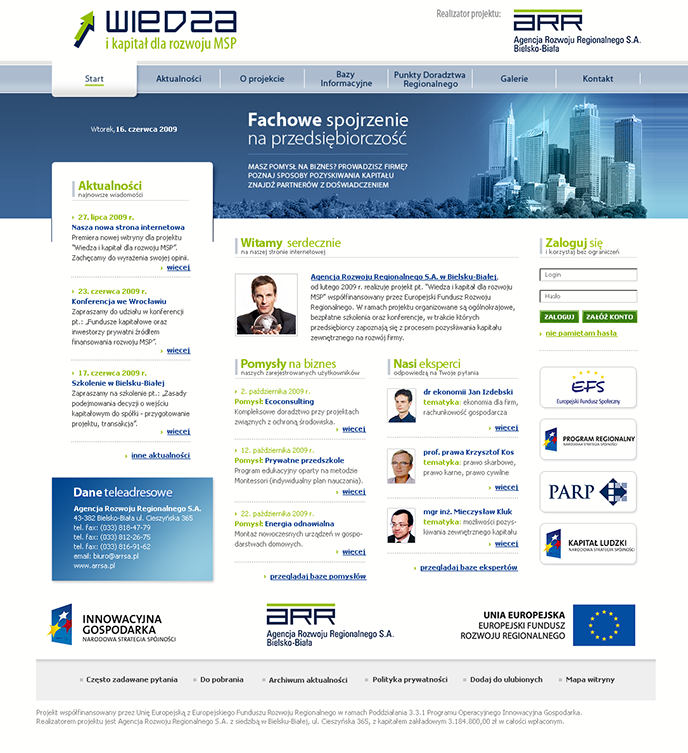 WIEDZA
i kapitał dla rozwoju MSP
Realizator projektu:
ARR
Agencja Rozwoju Regionalnego S.A.
Bielsko-Biała
Start
Aktualności
O projekcie
Bazy
Informacyjne
Punkty Doradztwa
Regionalnego
Galerie
Kontakt
Wtorek, 16. czerwca 2009
Fachowe spojrzenie
na przedsiębiorczość
MASZ POMYSŁ NA BIZNES? PROWADZISZ FIRMĘ?
POZNAJ SPOSOBY POZYSKIWANIA KAPITAŁU
ZNAJDŹ PARTNERÓW Z DOŚWIADCZENIEM
Aktualności
najnowsze wiadomości
27. lipca 2009 r.
Nasza nowa strona internetowa
Premiera nowej witryny dla projektu
"Wiedza i kapitał dla rozwoju MSP".
Zachęcamy do wyrażenia swojej opinii.
więcej
23. czerwca 2009 r.
Konferencja we Wrocławiu
Zapraszamy do udziału w konferencji
pt.: „Fundusze kapitałowe oraz
inwestorzy prywatni źródłem
finansowania rozwoju MSP”.
więcej
17. czerwca 2009 r.
Szkolenie w Bielsku-Białej
Zapraszamy na szkolenie pt.: „Zasady
podejmowania decyzji o wejściu
kapitałowym do spółki - przygotowanie
projektu, transakcja”.
więcej
inne aktualności
Dane teleadresowe
Agencja Rozwoju Regionalnego S.A.
43-382 Bielsko-Biała ul. Cieszyńska 365
tel. fax: (033) 818-47-79
tel. fax: (033) 812-26-75
tel. fax: (033) 816-91-62
email: biuro@arrsa.pl
www.arrsa.pl
Witamy serdecznie
na naszej stronie internetowej
Agencja Rozwoju Regionalnego S.A. w Bielsku-Białej,
od lutego 2009 r. realizuje projekt pt. "Wiedza i kapitał dla rozwoju
MSP" współfinansowany przez Europejski Fundusz Rozwoju
Regionalnego. W ramach projektu organizowane są ogólnokrajowe,
bezpłatne szkolenia oraz konferencje, w trakcie których
przedsiębiorcy zapoznają się z procesem pozyskiwania kapitału
zewnętrznego na rozwój firmy.
Pomysły na biznes
naszych zarejestrowanych użytkowników
2. października 2009 r.
Pomysł: Ecoconsulting
Kompleksowe doradztwo przy projektach
związanych z ochroną środowiska.
więcej
12. października 2009 r.
Pomysł: Prywatne przedszkole
Program edukacyjny oparty na metodzie
Montessori (indywidualny plan nauczania).
więcej
22. października 2009 r.
Pomysł: Energia odnawialna
Montaż nowoczesnych urządzeń w gospo-
darstwach domowych.
więcej
przeglądaj bazę pomysłów
Nasi eksperci
odpowiedzą na Twoje pytania
dr ekonomii Jan Izdebski
tematyka: ekonomia dla firm,
rachunkowość gospodarcza
więcej
prof. prawa Krzysztof Kos
tematyka: prawo skarbowe,
prawo karne, prawo cywilne
więcej
mgr inż. Mieczysław Kluk
tematyka: możliwości pozys-
kiwania zewnętrznego kapitału
więcej
przeglądaj bazę ekspertów
Zaloguj się
i korzystaj bez ograniczeń
Login
Hasło
ZALOGUJ
ZAŁÓŻ KONTO
nie pamiętam hasła
EFS
Europejski Fundusz Społeczny
PROGRAM REGIONALNY
NARODOWA STRATEGIA SPÓJNOŚCI
PARP
KAPITAŁ LUDZKI
NARODOWA STRATEGIA SPÓJNOŚCI
INNOWACYJNA
GOSPODARKA
NARODOWA STRATEGIA SPÓJNOŚCI
ARR
Agencja Rozwoju Regionalnego S.A.
Bielsko-Biała
UNIA EUROPEJSKA
EUROPEJSKI FUNDUSZ
ROZWOJU REGIONALNEGO
Często zadawane pytania
Do pobrania
Archiwum aktualności
Polityka prywatności
Dodaj do ulubionych
Mapa witryny
Projekt współfinansowany przez Unię Europejską z Europejskiego Funduszu Rozwoju Regionalnego w ramach Poddziałania 3.3.1 Programu Operacyjnego Innowacyjna Gospodarka.
Realizatorem projektu jest Agencja Rozwoju Regionalnego S.A. z siedzibą w Bielsku-Białej, ul. Cieszyńska 365, z kapitałem zakładowym 3.184.800,00 zł w całości wpłaconym.